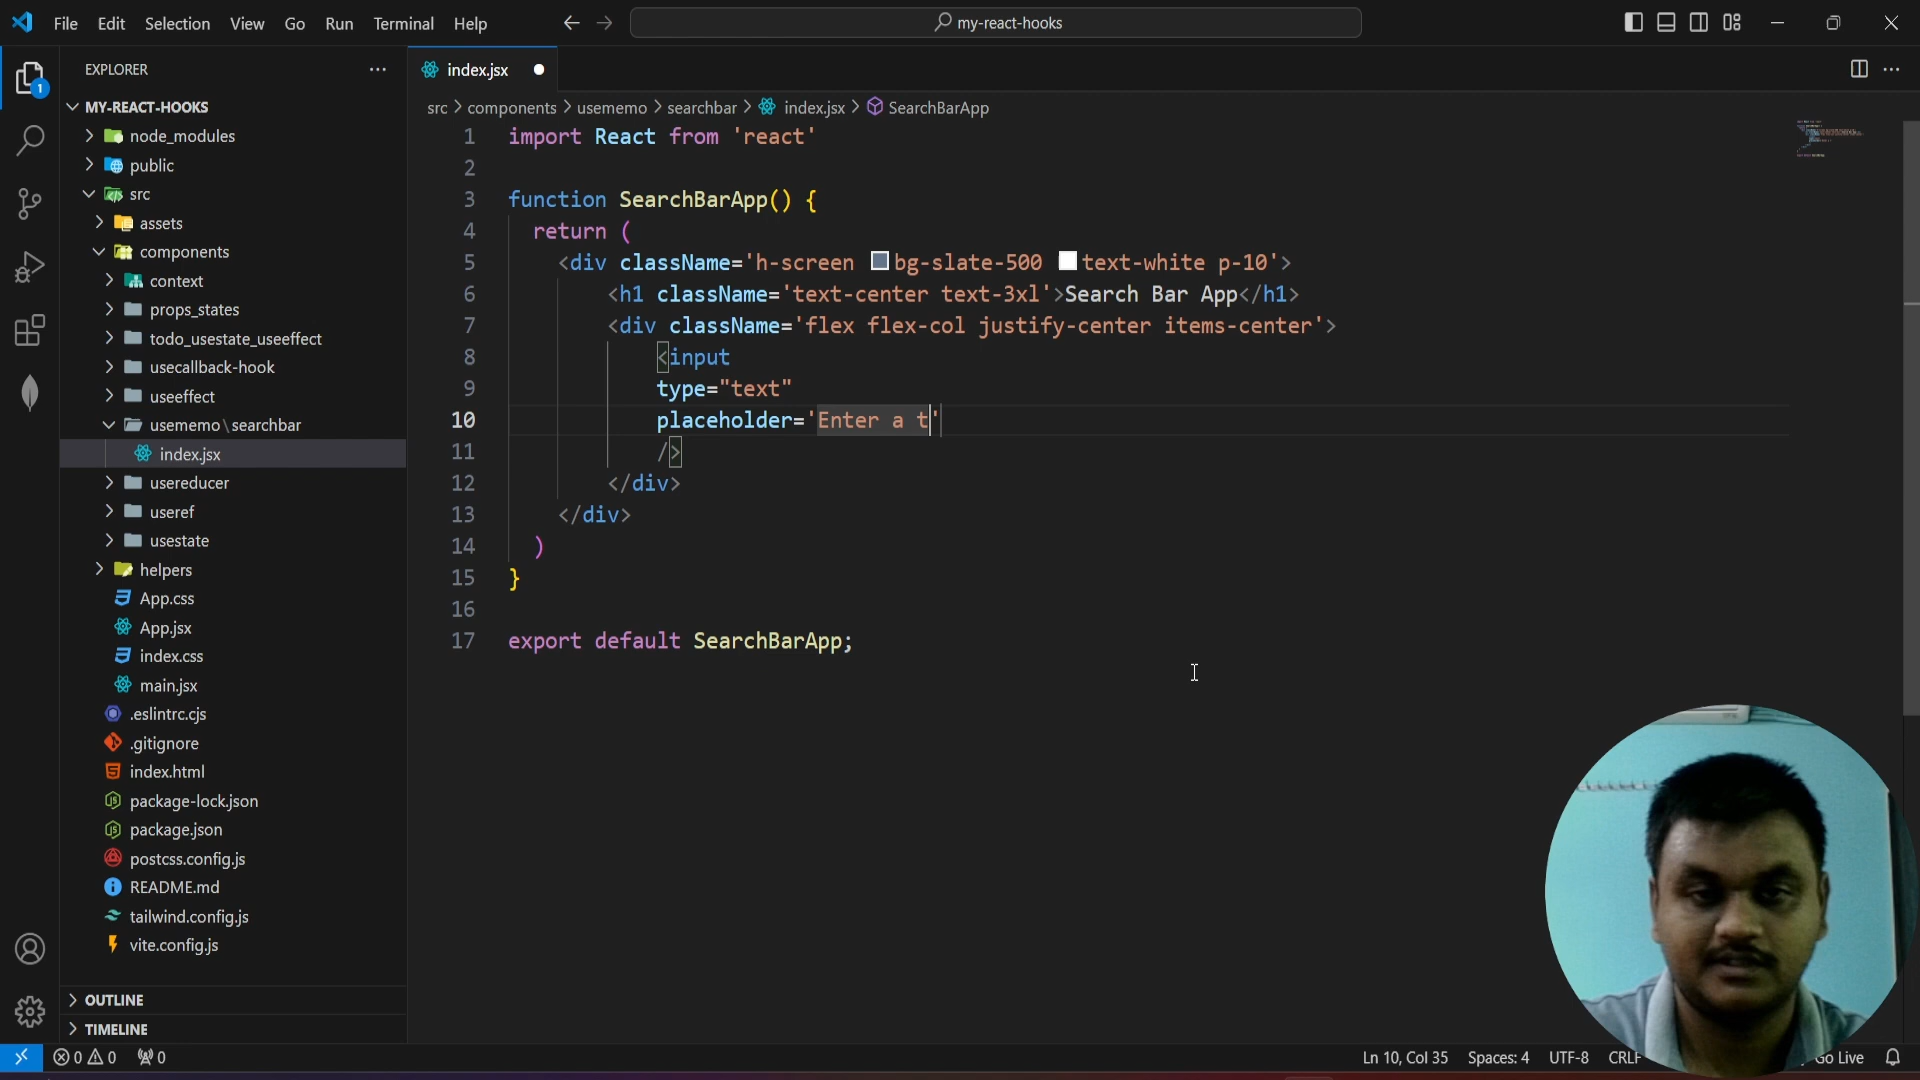 File Edit Selection View Go Run Terminal Help
my-react-hooks
EXPLORER
index.jsx
MY-REACT-HOOKS
src > components > usememo > searchbar > index.jsx > SearchBarApp
node_modules
public
src
assets
components
context
props_states
todo_usestate_useeffect
usecallback-hook
useeffect
usememo\searchbar
index.jsx
usereducer
useref
usestate
helpers
App.css
App.jsx
index.css
main.jsx
.eslintrc.cjs
.gitignore
index.html
package-lock.json
package.json
postcss.config.js
README.md
tailwind.config.js
vite.config.js
OUTLINE
TIMELINE
1 import React from 'react'
2
3 function SearchBarApp() {
4 return (
5 <div className='h-screen bg-slate-500 text-white p-10'>
6 <h1 className='text-center text-3xl'>Search Bar App</h1>
7 <div className='flex flex-col justify-center items-center'>
8 <input
9 type="text"
10 placeholder='Enter a t'
11 />
12 </div>
13 </div>
14 )
15 }
16
17 export default SearchBarApp;
1
0 0 0
Ln 10, Col 35 Spaces: 4 UTF-8 CRLF Go Live